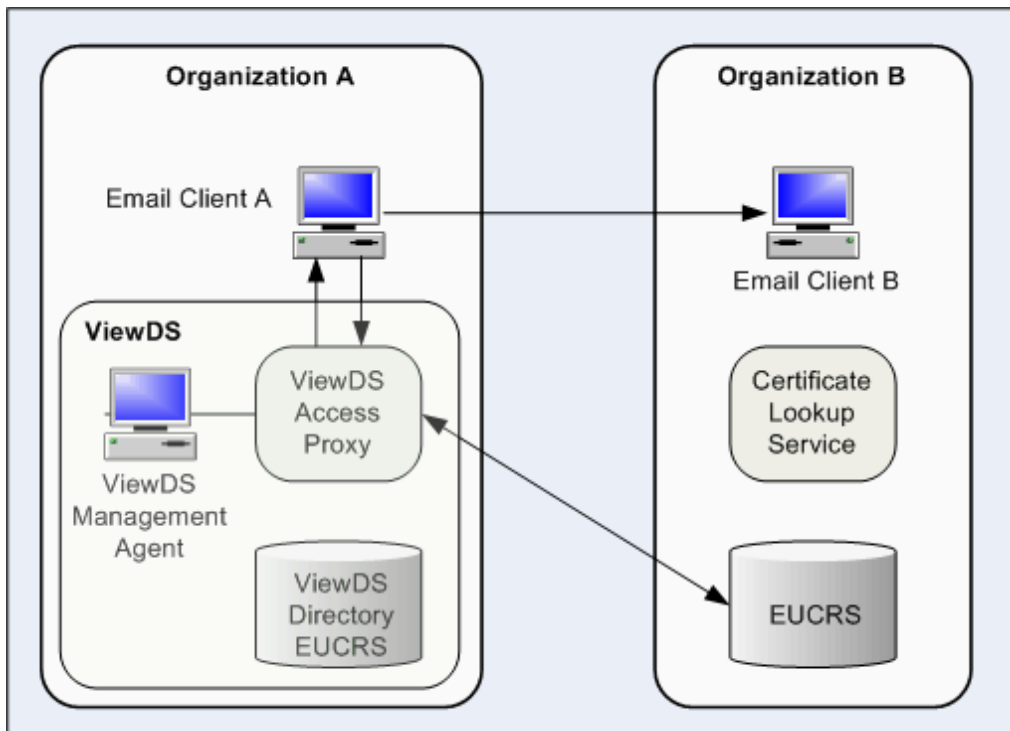 Organization A
Email Client A
ViewDS
ViewDS
Access
Proxy
ViewDS
Management
Agent
ViewDS
Directory
EUCRS
Organization B
Email Client B
Certificate
Lookup
Service
EUCRS